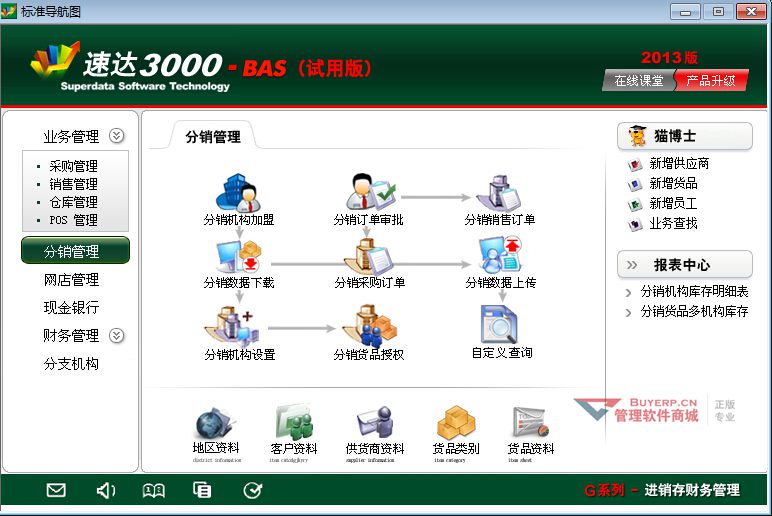 标准导航图
速达3000 - BAS（试用版）
Superdata Software Technology
2013版
在线课堂 产品升级
业务管理
采购管理
销售管理
仓库管理
POS 管理
分销管理
网店管理
现金银行
财务管理
分支机构
分销管理
分销机构加盟 分销订单审批 分销销售订单
分销数据下载 分销采购订单 分销数据上传
分销机构设置 分销货品授权 自定义查询
地区资料 客户资料 供货商资料 货品类别 货品资料
district information supplier information item category item sheet
猫博士
新增供应商
新增货品
新增员工
业务查找
报表中心
分销机构库存明细表
分销货品多机构库存
BUYERP.CN
管理软件商城
正版
专业
G系列 - 进销存财务管理